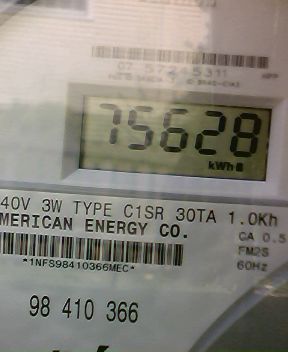 75628
kWh
40V 3W TYPE C1SR 30TA 1.0Kh
MERICAN ENERGY CO.
CA 0.5
FM2S
60Hz
*1NFS98410366MEC*
98 410 366